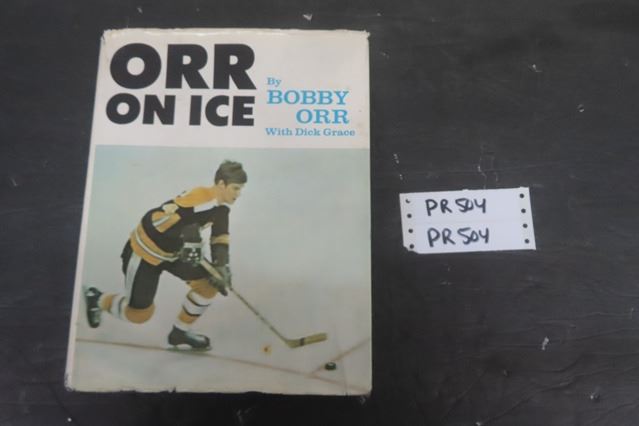 ORR
ON ICE
By
BOBBY
ORR
With Dick Grace
PR504
PR504